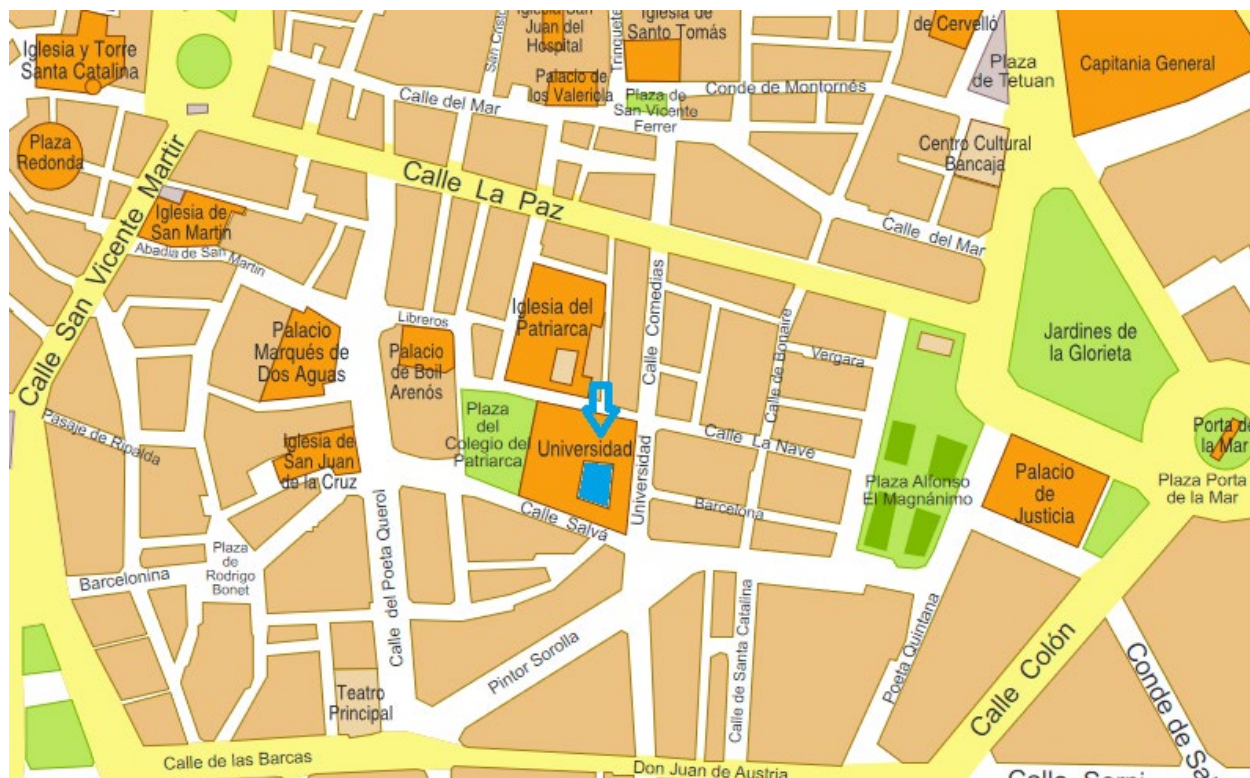 Iglesia y Torre
Santa Catalina
San Cristo
Iglesia San
Juan del
Hospital
Trinquete
Iglesia de
Santo Tomás
de Cervelló
Plaza
de Tetuan
Capitania General
Palacio de
los Valeriola
Calle del Mar
Plaza de
San Vicente
Ferrer
Conde de Montornés
Plaza
Redonda
Centro Cultural
Bancaja
Calle San Vicente Martir
Calle La Paz
Iglesia de
San Martin
Abadia de San Martin
Calle del Mar
Libreros
Iglesia del
Patriarca
Calle Comedias
Calle de Bonaire
Vergara
Jardines de
la Glorieta
Palacio
Marqués de
Dos Aguas
Palacio
de Boil
Arenós
Plaza
del
Colegio del
Patriarca
Universidad
Universidad
Calle La Nave
Pasaje de Ripalda
Iglesia de
San Juan
de la Cruz
Porta de
la Mar
Plaza Porta
de la Mar
Plaza Alfonso
El Magnánimo
Palacio
de
Justicia
Barcelona
Calle Salvá
Calle del Poeta Querol
Plaza
de
Rodrigo
Bonet
Barcelonina
Pintor Sorolla
Calle de Santa Catalina
Poeta Quintana
Calle Colón
Conde de Sa
Teatro
Principal
Calle de las Barcas
Don Juan de Austria